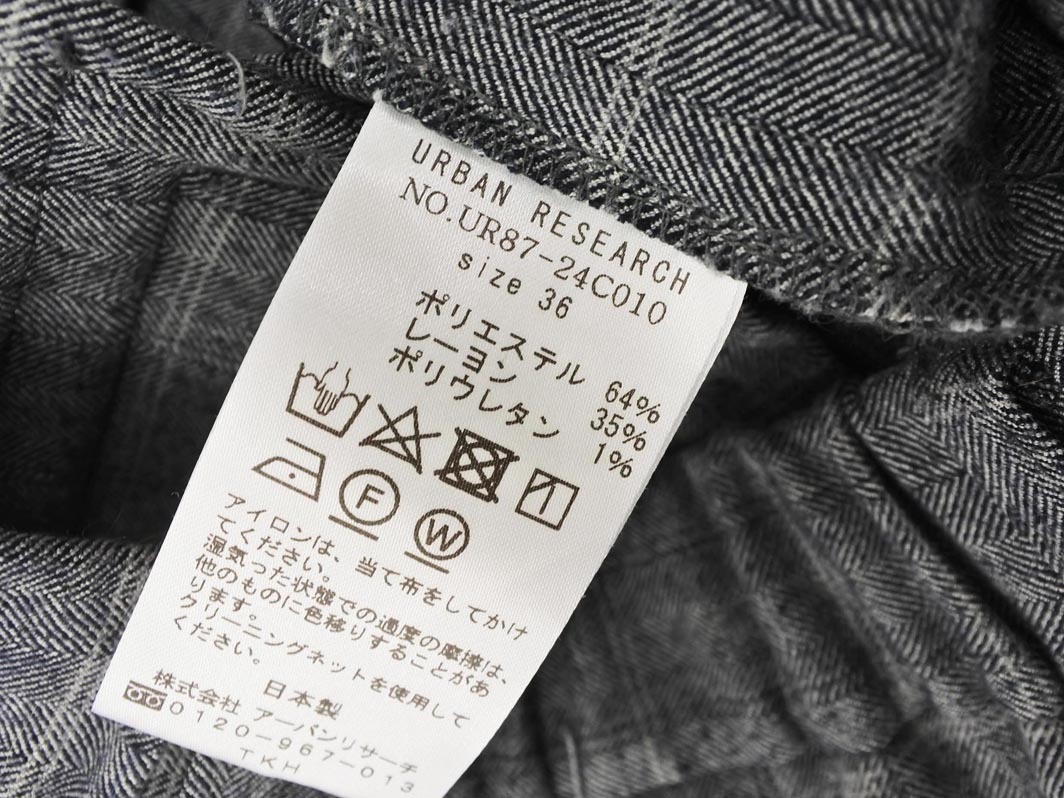 URBAN RESEARCH
NO.UR87-24C010
size 36
ポリエステル 64%
レーヨン 35%
ポリウレタン 1%
F
W
アイロンは、当て布をしてかけ
てください。
湿気った状態での過度の摩擦は、
他のものに色移りすることがあ
ります。
クリーニングネットを使用して
ください。
日本製
株式会社 アーバンリサーチ
0120-967-013
TKH